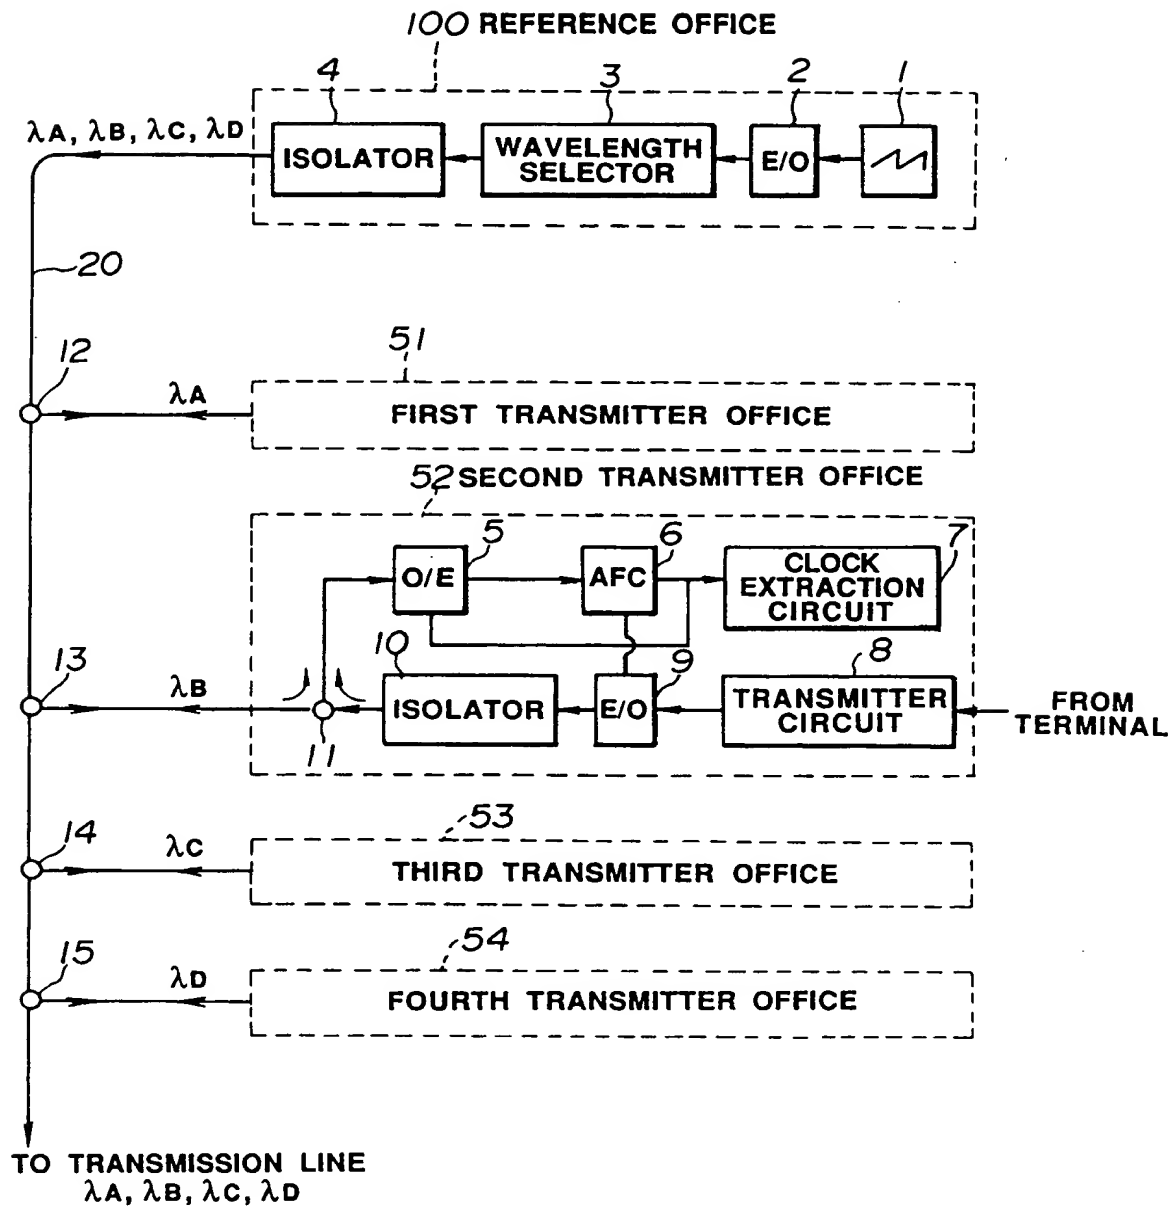 100 REFERENCE OFFICE
4
3
2
1
λA, λB, λC, λD
ISOLATOR
WAVELENGTH
SELECTOR
E/O
20
12
51
λA
FIRST TRANSMITTER OFFICE
52 SECOND TRANSMITTER OFFICE
5
6
7
O/E
AFC
CLOCK
EXTRACTION
CIRCUIT
13
λB
10
9
8
ISOLATOR
E/O
TRANSMITTER
CIRCUIT
FROM
TERMINAL
11
14
λC
53
THIRD TRANSMITTER OFFICE
15
λD
54
FOURTH TRANSMITTER OFFICE
TO TRANSMISSION LINE
λA, λB, λC, λD